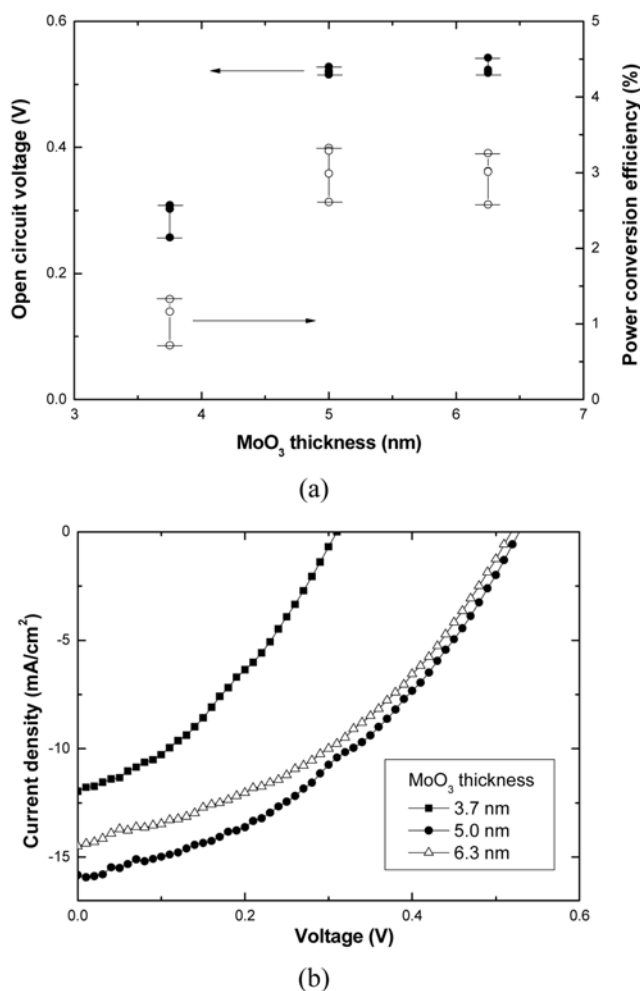 0.6
0.4
0.2
0.0
Open circuit voltage (V)
5
4
3
2
1
0
Power conversion efficiency (%)
3 4 5 6 7
MoO₃ thickness (nm)
(a)
0
-5
-10
-15
Currrent density (mA/cm²)
MoO₃ thickness
3.7 nm
5.0 nm
6.3 nm
0.0 0.2 0.4 0.6
Voltage (V)
(b)